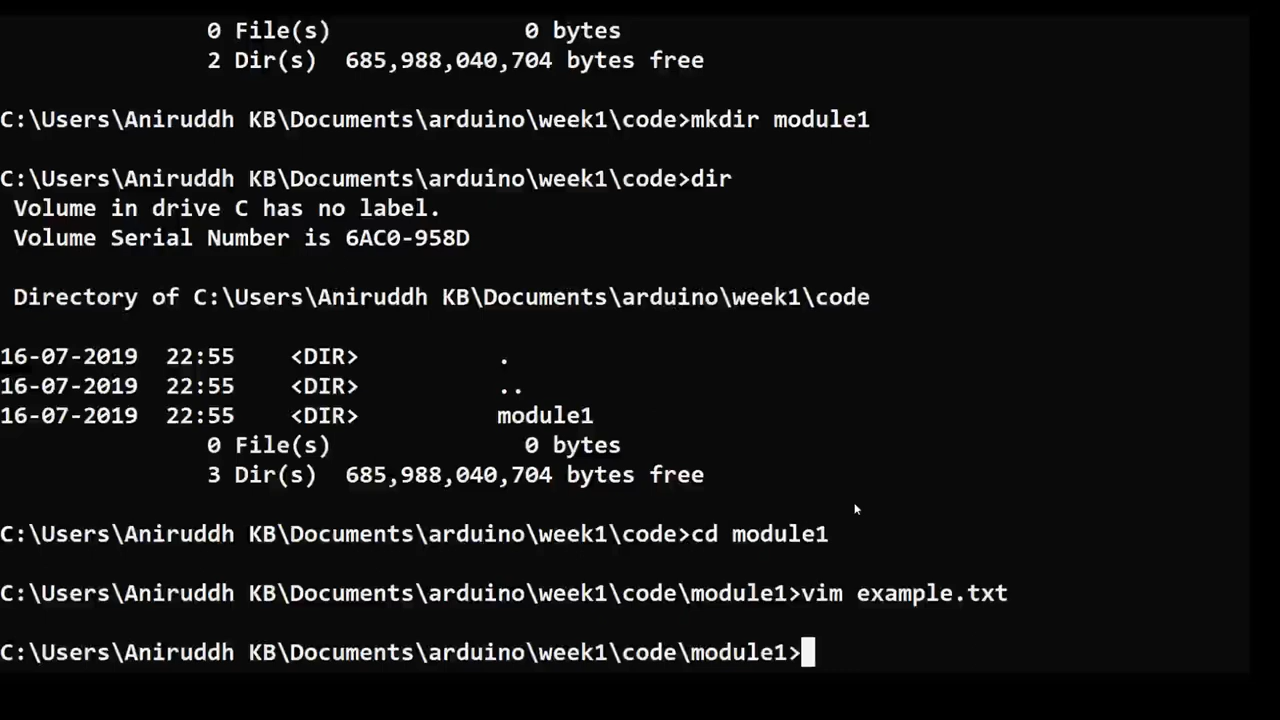 0 File(s) 0 bytes
2 Dir(s) 685,988,040,704 bytes free
C:\Users\Aniruddh KB\Documents\arduino\week1\code>mkdir module1
C:\Users\Aniruddh KB\Documents\arduino\week1\code>dir
Volume in drive C has no label.
Volume Serial Number is 6AC0-958D
Directory of C:\Users\Aniruddh KB\Documents\arduino\week1\code
16-07-2019 22:55 <DIR> .
16-07-2019 22:55 <DIR> ..
16-07-2019 22:55 <DIR> module1
0 File(s) 0 bytes
3 Dir(s) 685,988,040,704 bytes free
C:\Users\Aniruddh KB\Documents\arduino\week1\code>cd module1
C:\Users\Aniruddh KB\Documents\arduino\week1\code\module1>vim example.txt
C:\Users\Aniruddh KB\Documents\arduino\week1\code\module1>